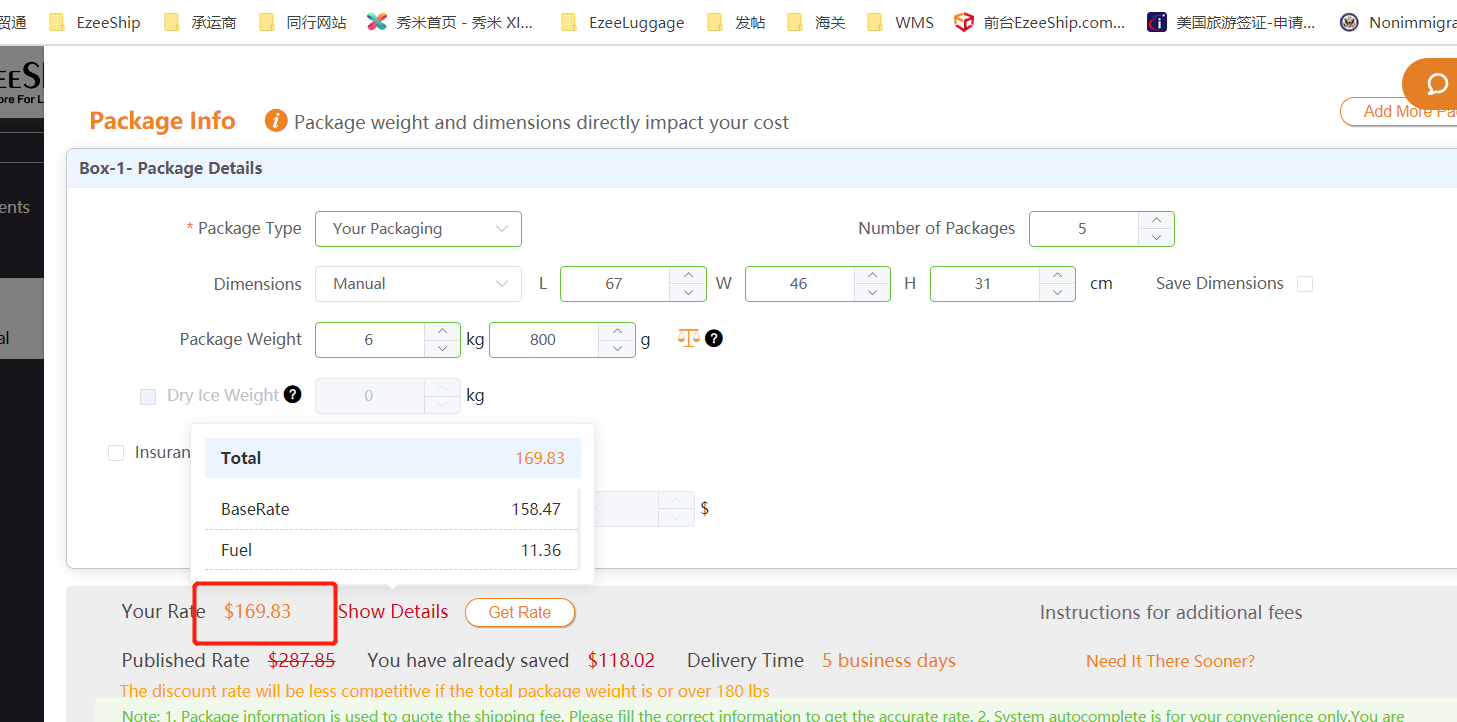 贸通 EzeeShip 承运商 同行网站 秀米首页 - 秀米 XI... EzeeLuggage 发帖 海关 WMS 前台EzeeShip.com... 美国旅游签证-申请... Nonimmigra
Package Info Package weight and dimensions directly impact your cost
Add More Pa
Box-1- Package Details
ents
* Package Type Your Packaging Number of Packages 5
Dimensions Manual L 67 W 46 H 31 cm Save Dimensions
al
Package Weight 6 kg 800 g
Dry Ice Weight 0 kg
Insuran
Total 169.83
BaseRate 158.47
$
Fuel 11.36
Your Rate $169.83 Show Details Get Rate Instructions for additional fees
Published Rate $287.85 You have already saved $118.02 Delivery Time 5 business days Need It There Sooner?
The discount rate will be less competitive if the total package weight is or over 180 lbs
Note: 1. Package information is used to quote the shipping fee. Please fill the correct information to get the accurate rate. 2. System autocomplete is for your convenience only.You are